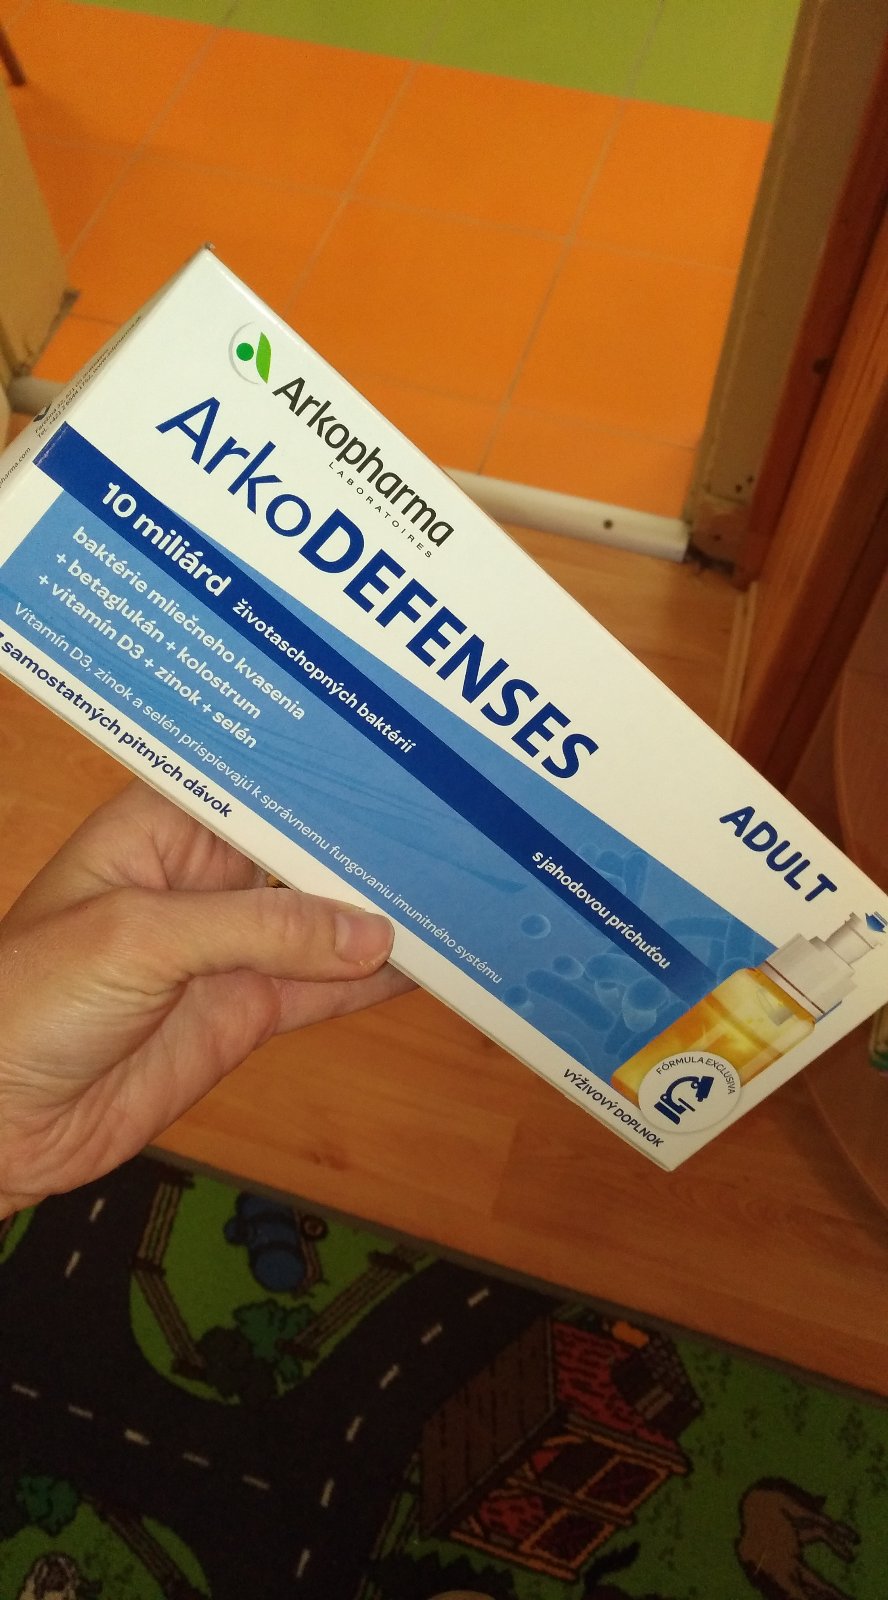 Arkopharma
LABORATOIRES
ArkoDEFENSES
ADULT
10 miliárd životaschopných baktérií
s jahodovou príchuťou
baktérie mliečneho kvasenia
+ betaglukán + kolostrum
+ vitamín D3 + zinok + selén
Vitamín D3, zinok a selén prispievajú k správnemu fungovaniu imunitného systému
samostatných pitných dávok
FÓRMULA EXCLUSIVA
VÝŽIVOVÝ DOPLNOK